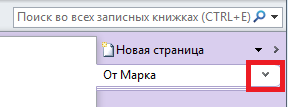 Поиск во всех записных книжках (CTRL+E)
Новая страница
От Марка